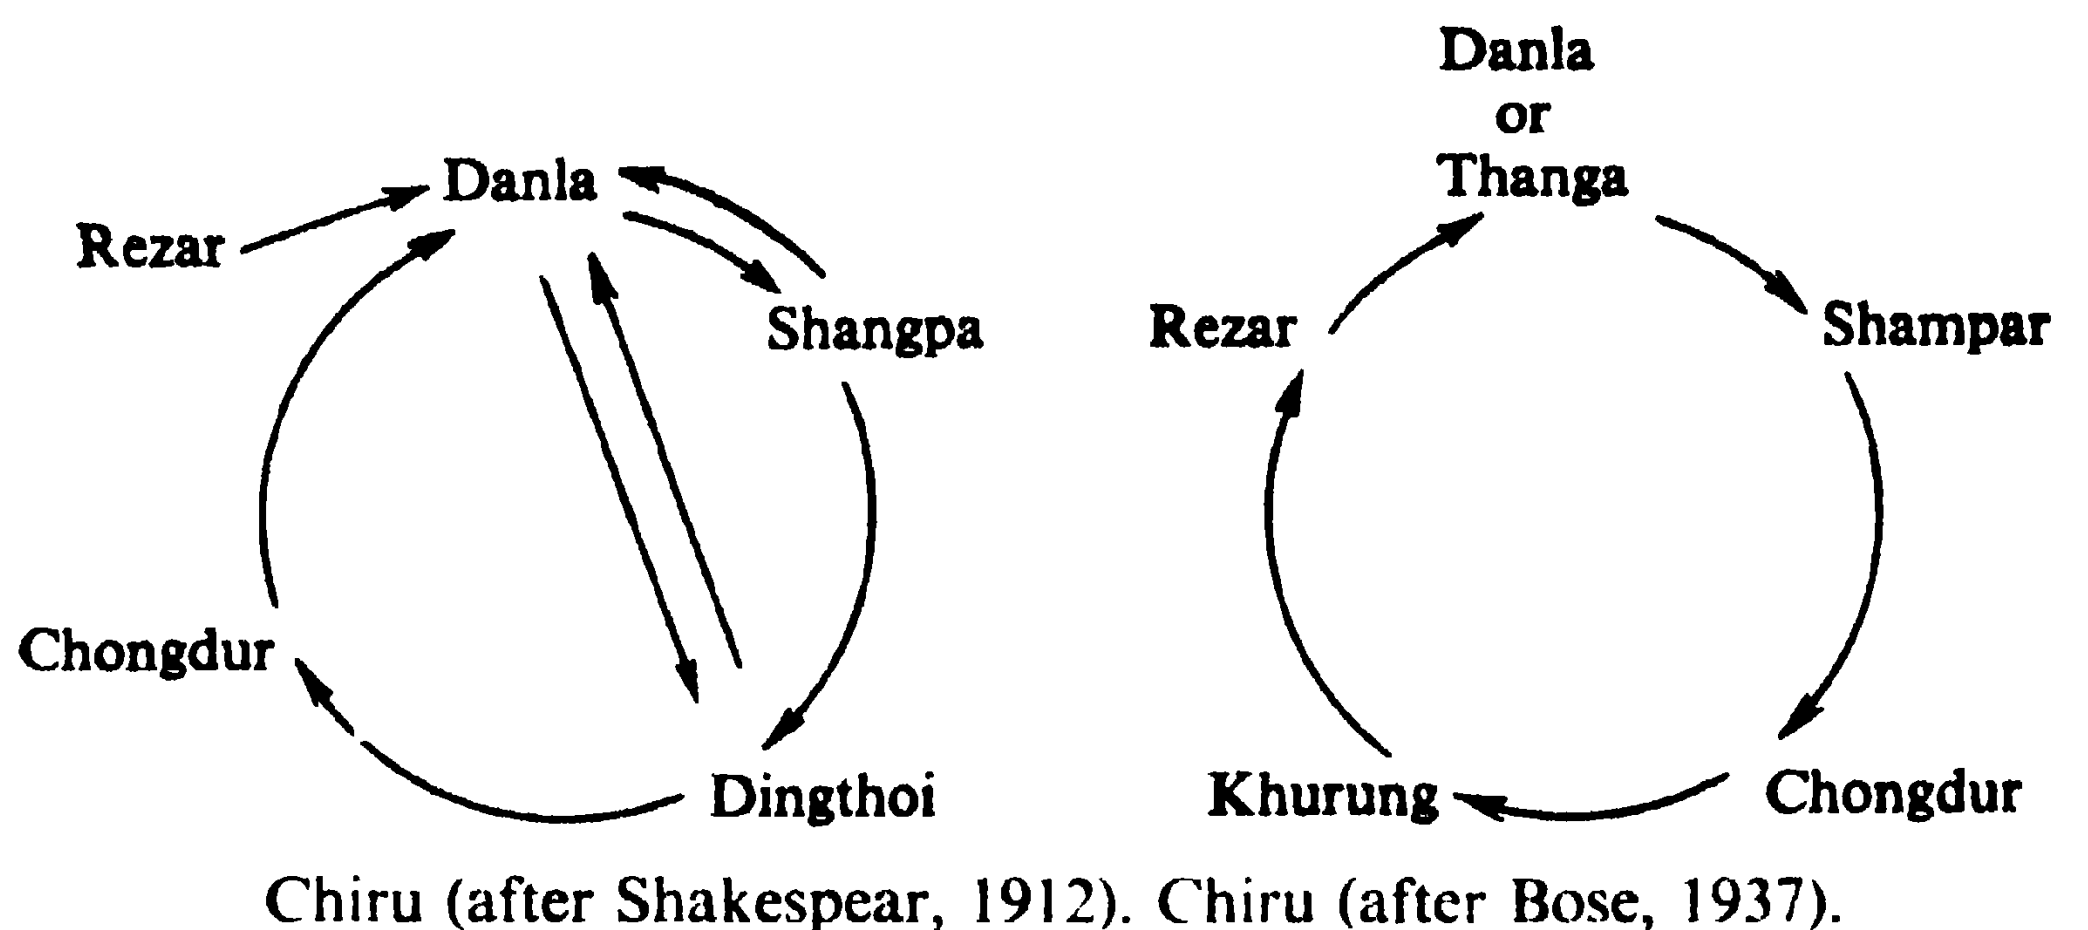 Danla
Rezar
Shangpa
Chongdur
Dingthoi
Danla
or
Thanga
Rezar
Shampar
Khurung
Chongdur
Chiru (after Shakespear, 1912). Chiru (after Bose, 1937).